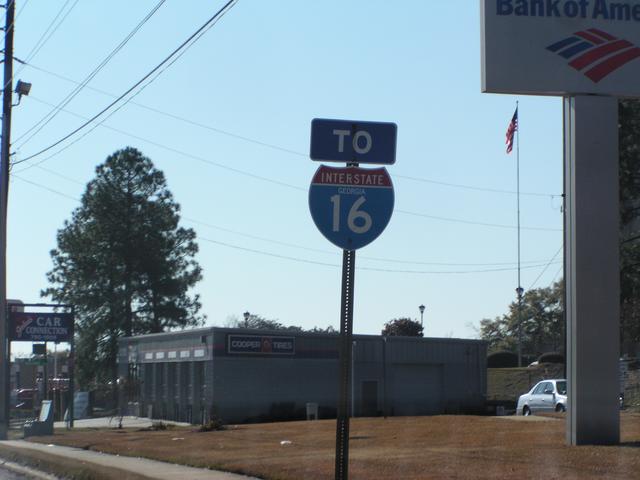 Bank of Ame
TO
INTERSTATE
GEORGIA
16
CAR
CONNECTION
COOPER TIRES